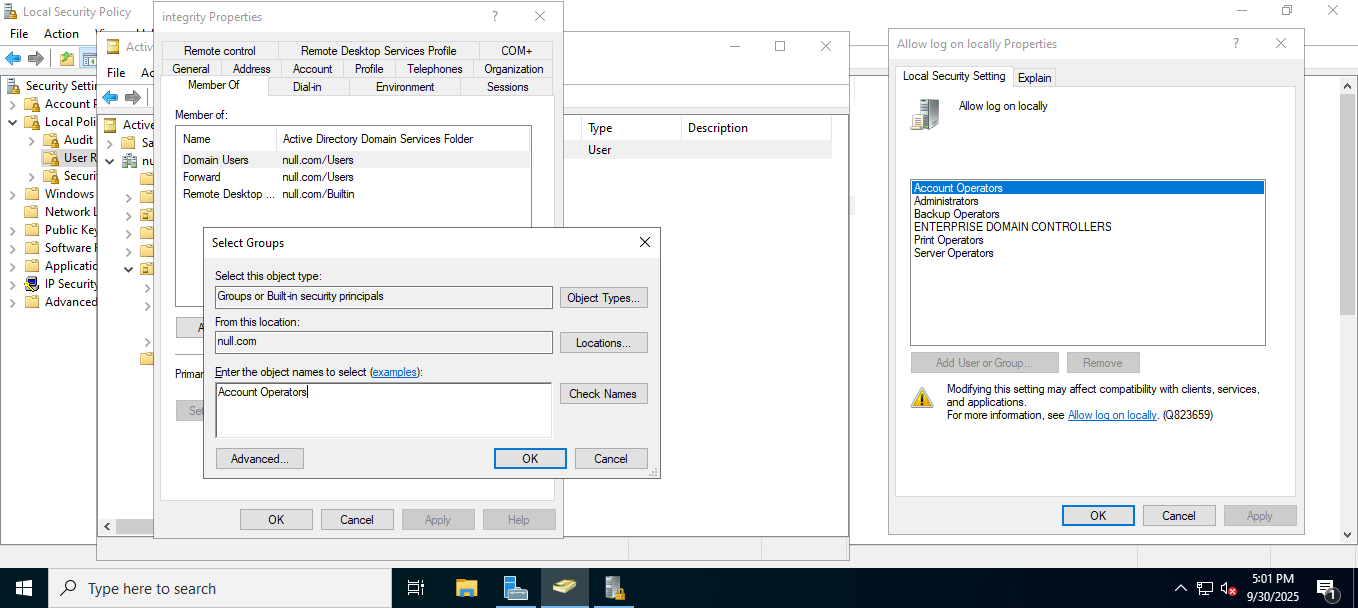 Local Security Policy
File Action
Security Settin
Account P
Local Poli
Audit
User R
Securi
Windows
Network L
Public Key
Software R
Applicatio
IP Security
Advanced
Activ
File Ac
Active
Sa
nu
Type Description
User
integrity Properties
?
Remote control Remote Desktop Services Profile COM+
General Address Account Profile Telephones Organization
Member Of Dial-in Environment Sessions
Member of:
Name Active Directory Domain Services Folder
Domain Users null.com/Users
Forward null.com/Users
Remote Desktop ... null.com/Builtin
A
Primar
Set
OK Cancel Apply Help
Select Groups
Select this object type:
Groups or Built-in security principals Object Types...
From this location:
null.com Locations...
Enter the object names to select (examples):
Account Operators Check Names
Advanced... OK Cancel
Allow log on locally Properties
?
Local Security Setting Explain
Allow log on locally
Account Operators
Administrators
Backup Operators
ENTERPRISE DOMAIN CONTROLLERS
Print Operators
Server Operators
Add User or Group... Remove
Modifying this setting may affect compatibility with clients, services,
and applications.
For more information, see Allow log on locally. (Q823659)
OK Cancel Apply
Type here to search
5:01 PM
9/30/2025
1